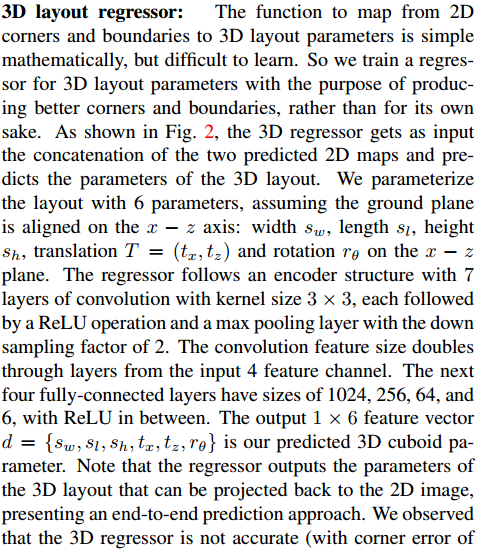 3D layout regressor: The function to map from 2D
corners and boundaries to 3D layout parameters is simple
mathematically, but difficult to learn. So we train a regres-
sor for 3D layout parameters with the purpose of produc-
ing better corners and boundaries, rather than for its own
sake. As shown in Fig. 2, the 3D regressor gets as input
the concatenation of the two predicted 2D maps and pre-
dicts the parameters of the 3D layout. We parameterize
the layout with 6 parameters, assuming the ground plane
is aligned on the x − z axis: width s_w, length s_l, height
s_h, translation T = (t_x, t_z) and rotation r_θ on the x − z
plane. The regressor follows an encoder structure with 7
layers of convolution with kernel size 3 × 3, each followed
by a ReLU operation and a max pooling layer with the down
sampling factor of 2. The convolution feature size doubles
through layers from the input 4 feature channel. The next
four fully-connected layers have sizes of 1024, 256, 64, and
6, with ReLU in between. The output 1 × 6 feature vector
d = {s_w, s_l, s_h, t_x, t_z, r_θ} is our predicted 3D cuboid pa-
rameter. Note that the regressor outputs the parameters of
the 3D layout that can be projected back to the 2D image,
presenting an end-to-end prediction approach. We observed
that the 3D regressor is not accurate (with corner error of